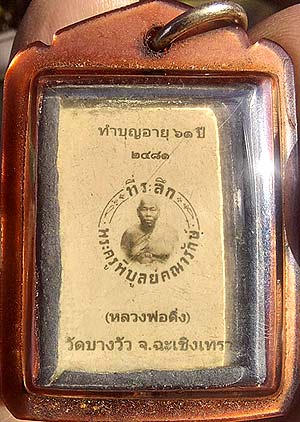 ทำบุญอายุ ๖๑ ปี
๒๔๘๑
ที่ระลึก
พระครูพิบูลย์คณารักษ์
(หลวงพ่อดิ่ง)
วัดบางวัว จ.ฉะเชิงเทรา